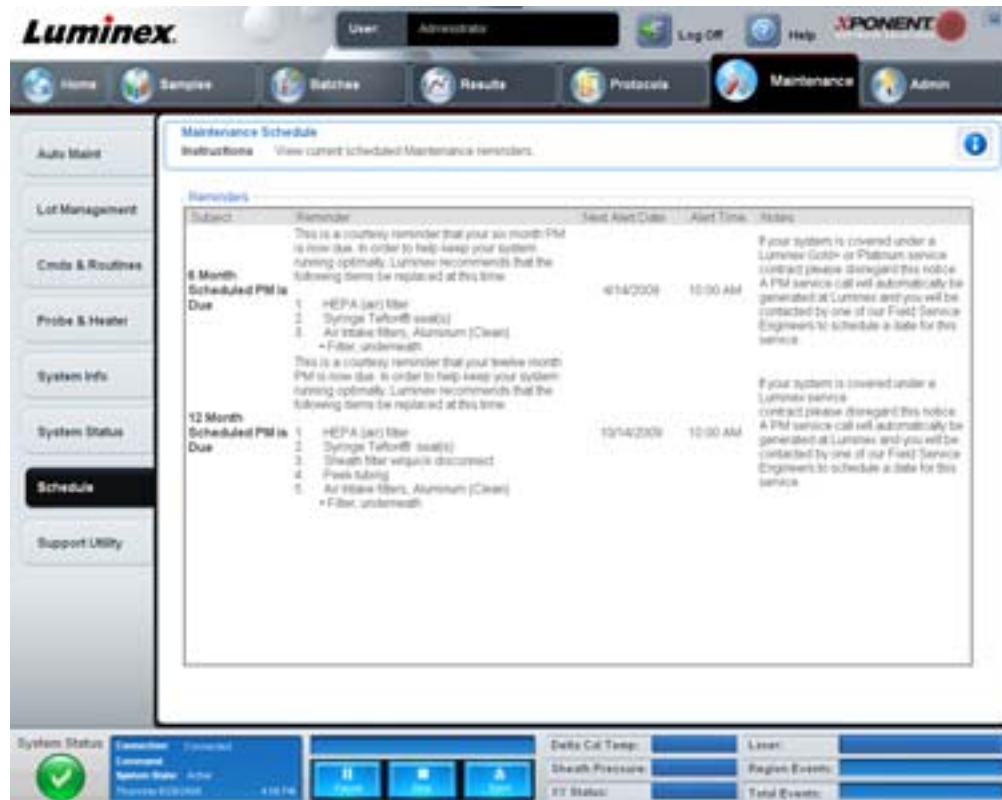 Luminex
User: Administrator
Log Off
Help
XPONENT
Home
Samples
Batches
Results
Protocols
Maintenance
Admin
Auto Maint
Lot Management
Cmds & Routines
Probe & Heater
System Info
System Status
Schedule
Support Utility
Maintenance Schedule
Instructions View current scheduled Maintenance reminders.
Reminders
Subject Reminder Next Alert Date Alert Time Notes
6 Month
Scheduled PM is
Due
This is a courtesy reminder that your six month PM
is now due. In order to help keep your system
running optimally, Luminex recommends that the
following items be replaced at this time:
1. HEPA (air) filter
2. Syringe Teflon® seal(s)
3. Air Intake filters, Aluminum (Clean)
• Filter, underneath
4/14/2009
10:00 AM
If your system is covered under a
Luminex Gold+ or Platinum service
contract please disregard this notice.
A PM service call will automatically be
generated at Luminex and you will be
contacted by one of our Field Service
Engineers to schedule a date for this
service.
12 Month
Scheduled PM is
Due
This is a courtesy reminder that your twelve month
PM is now due. In order to help keep your system
running optimally, Luminex recommends that the
following items be replaced at this time:
1. HEPA (air) filter
2. Syringe Teflon® seal(s)
3. Sheath filter w/quick disconnect
4. Peek tubing
5. Air Intake filters, Aluminum (Clean)
• Filter, underneath
10/14/2009
10:00 AM
If your system is covered under a
Luminex service
contract please disregard this notice.
A PM service call will automatically be
generated at Luminex and you will be
contacted by one of our Field Service
Engineers to schedule a date for this
service.
System Status
Connection: Connected
Command:
System State: Active
Thursday 4:08 PM
Pause
Stop
Eject
Delta Cal Temp:
Sheath Pressure:
XY Status:
Laser:
Region Events:
Total Events: